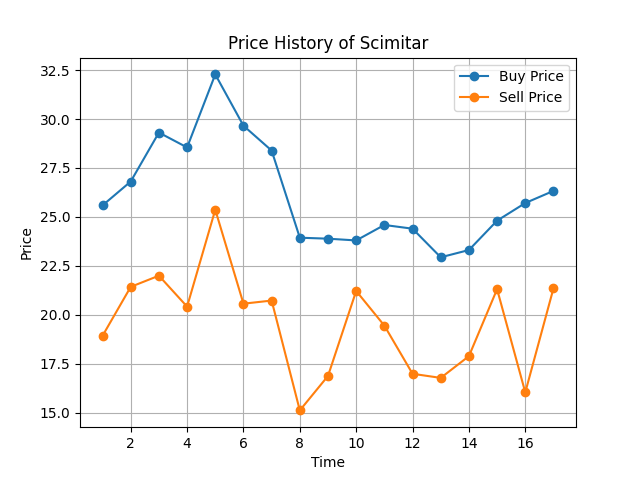 Price History of Scimitar
Buy Price
Sell Price
32.5
30.0
27.5
25.0
22.5
20.0
17.5
15.0
Price
2 4 6 8 10 12 14 16
Time